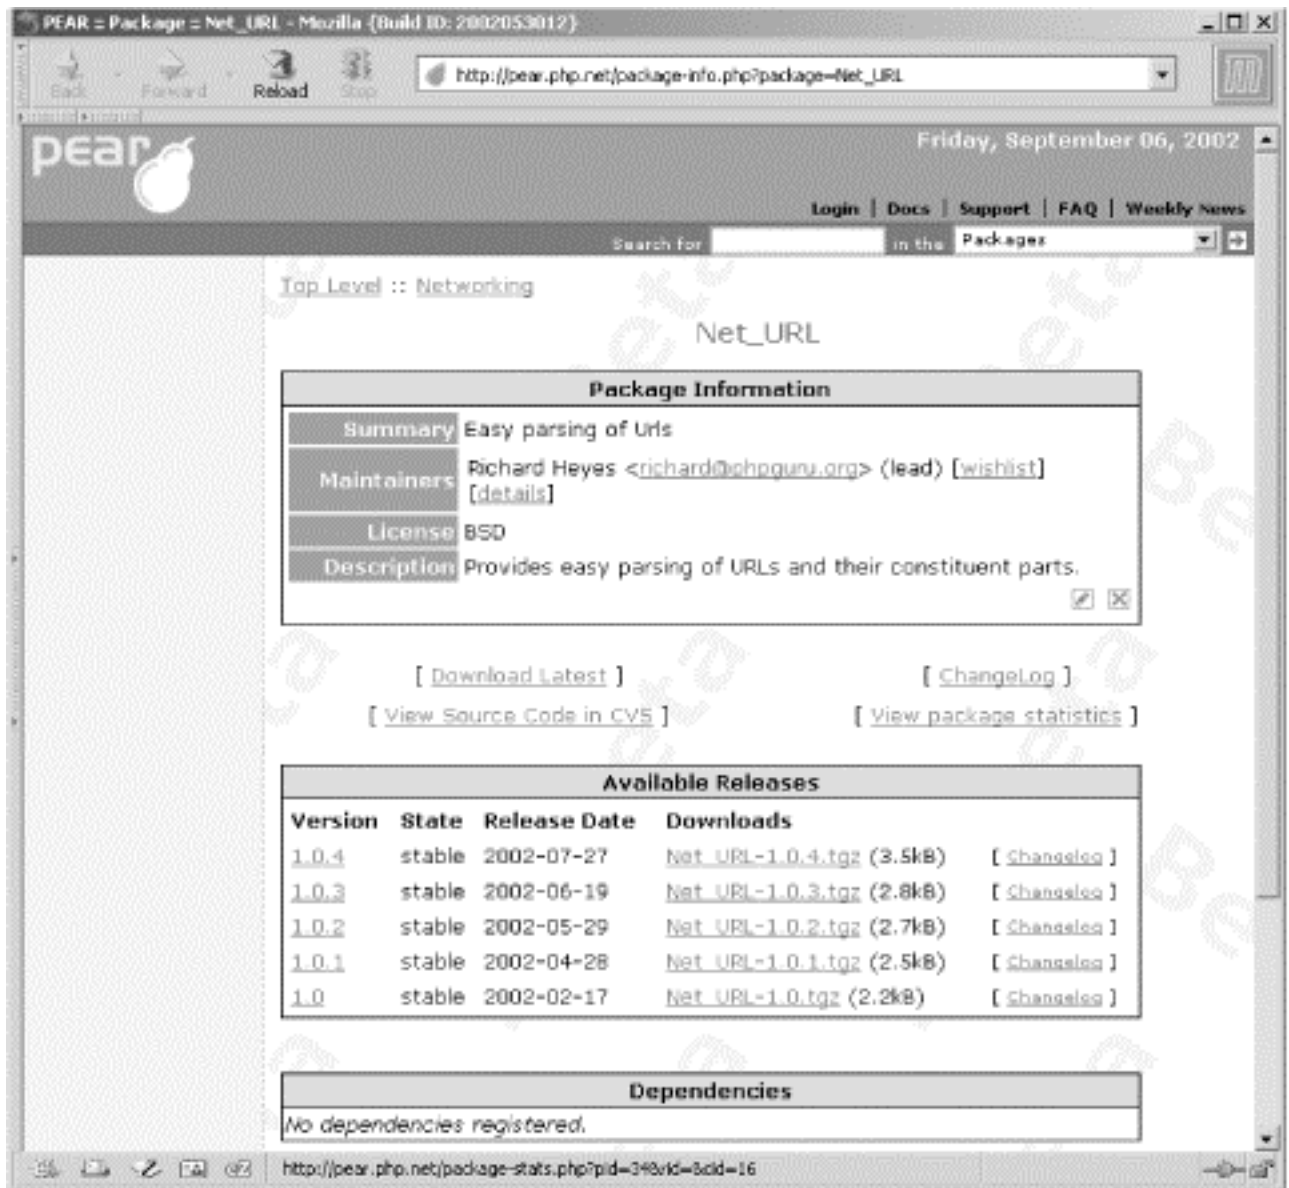 PEAR :: Package :: Net_URL - Mozilla {Build ID: 2002053012}
Back Forward Reload Stop http://pear.php.net/package-info.php?package=Net_URL
pear
Friday, September 06, 2002
Login | Docs | Support | FAQ | Weekly News
Search for in the Packages
Top Level :: Networking
Net_URL
Package Information
Summary Easy parsing of Urls
Maintainers Richard Heyes <richard@phpguru.org> (lead) [wishlist]
[details]
License BSD
Description Provides easy parsing of URLs and their constituent parts.
[ Download Latest ] [ ChangeLog ]
[ View Source Code in CVS ] [ View package statistics ]
Available Releases
Version State Release Date Downloads
1.0.4 stable 2002-07-27 Net_URL-1.0.4.tgz (3.5kB) [ Changelog ]
1.0.3 stable 2002-06-19 Net_URL-1.0.3.tgz (2.8kB) [ Changelog ]
1.0.2 stable 2002-05-29 Net_URL-1.0.2.tgz (2.7kB) [ Changelog ]
1.0.1 stable 2002-04-28 Net_URL-1.0.1.tgz (2.5kB) [ Changelog ]
1.0 stable 2002-02-17 Net_URL-1.0.tgz (2.2kB) [ Changelog ]
Dependencies
No dependencies registered.
http://pear.php.net/package-stats.php?pid=34&rid=&cid=16